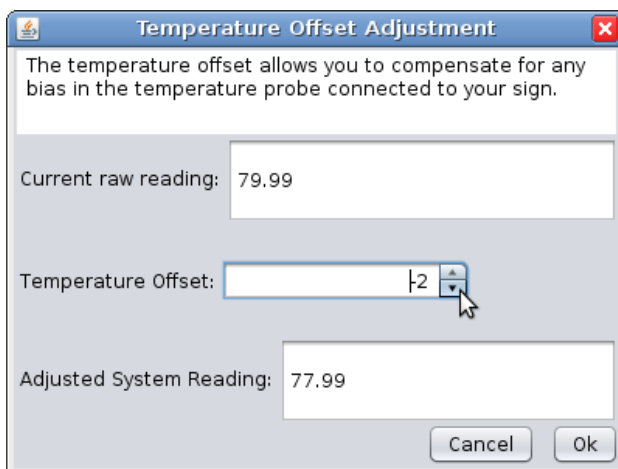 Temperature Offset Adjustment
The temperature offset allows you to compensate for any
bias in the temperature probe connected to your sign.
Current raw reading: 79.99
Temperature Offset: -2
Adjusted System Reading: 77.99
Cancel Ok